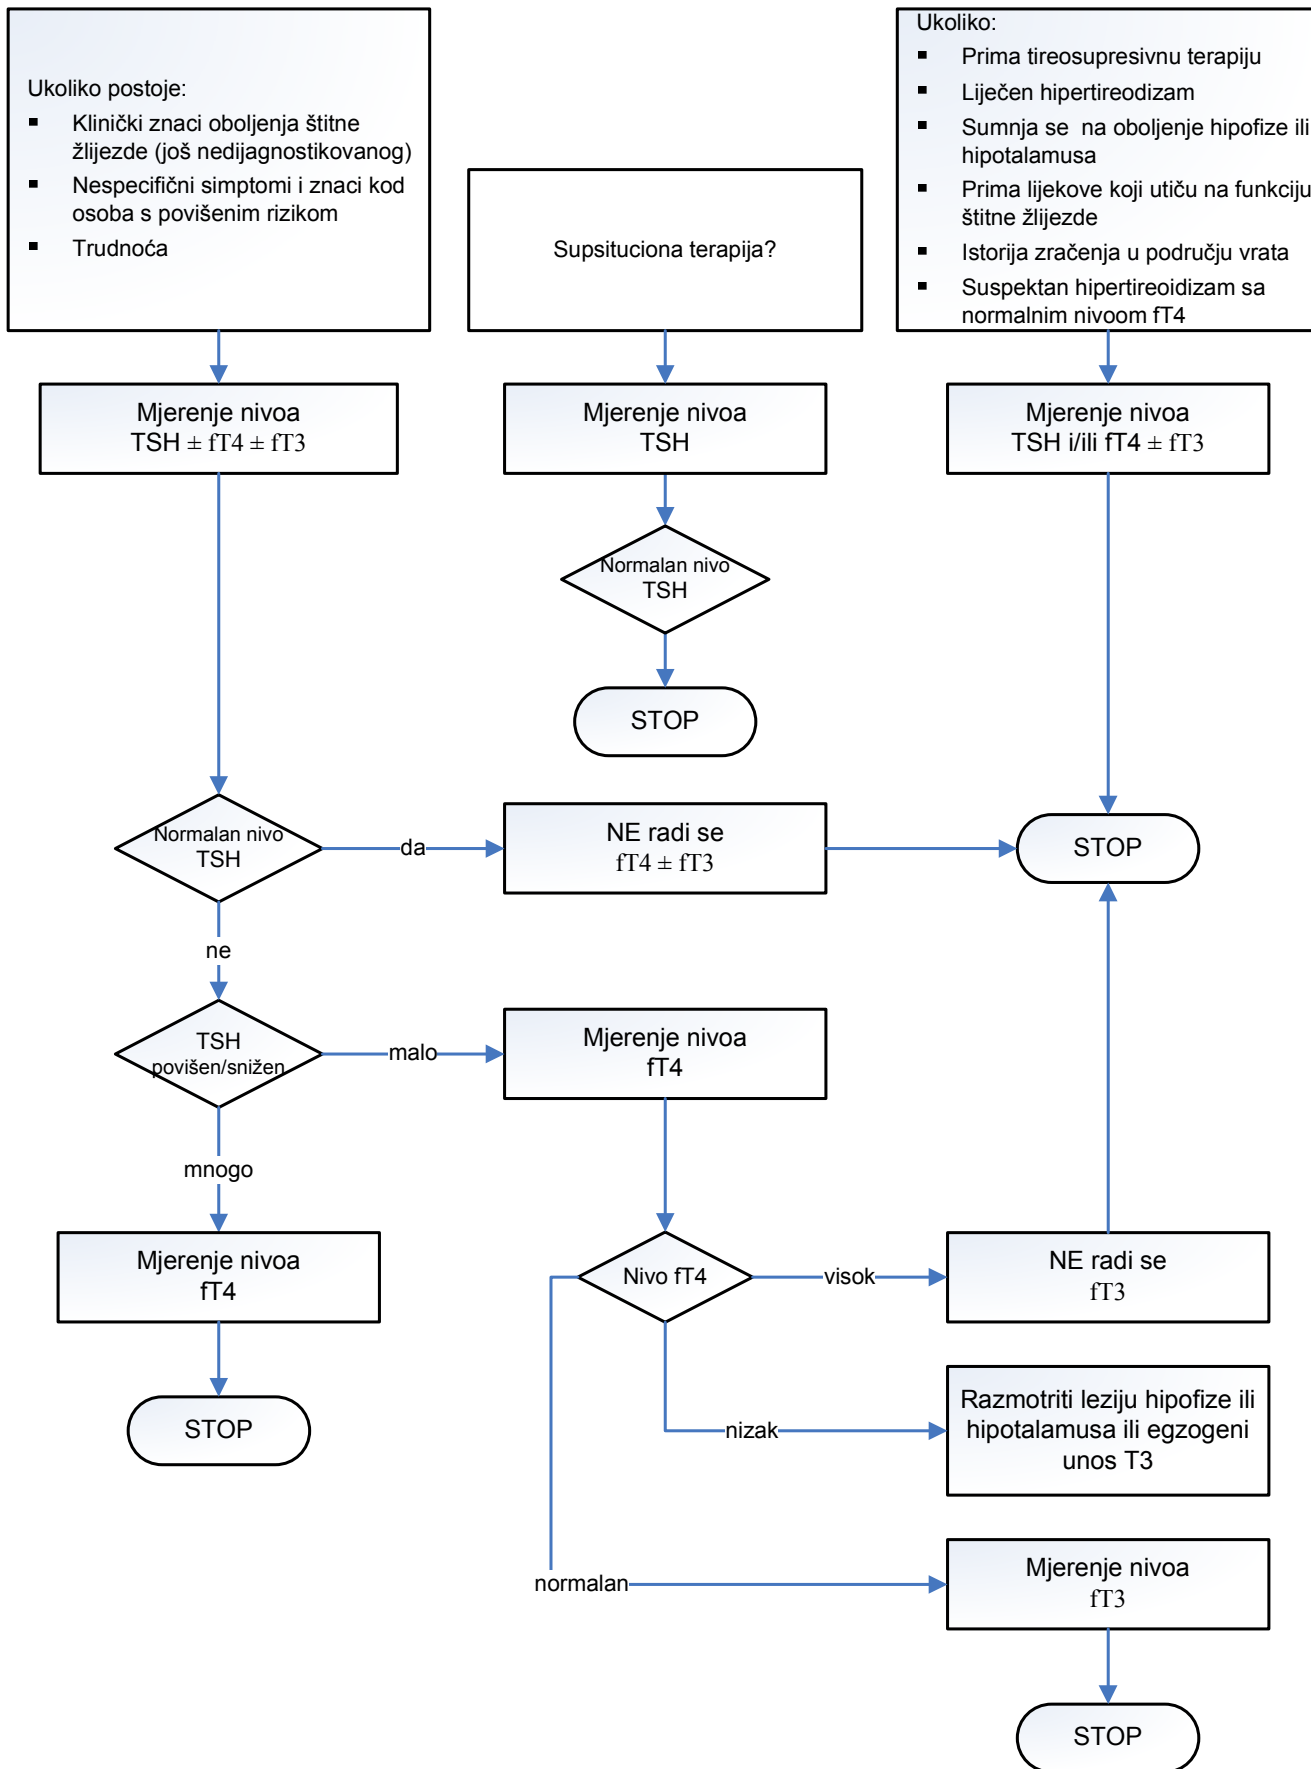 Ukoliko postoje:
▪ Klinički znaci oboljenja štitne
žlijezde (još nedijagnostikovanog)
▪ Nespecifični simptomi i znaci kod
osoba s povišenim rizikom
▪ Trudnoća
Supsituciona terapija?
Ukoliko:
▪ Prima tireosupresivnu terapiju
▪ Liječen hipertireodizam
▪ Sumnja se na oboljenje hipofize ili
hipotalamusa
▪ Prima lijekove koji utiču na funkciju
štitne žlijezde
▪ Istorija zračenja u području vrata
▪ Suspektan hipertireoidizam sa
normalnim nivoom fT4
Mjerenje nivoa
TSH ± fT4 ± fT3
Mjerenje nivoa
TSH
Mjerenje nivoa
TSH i/ili fT4 ± fT3
Normalan nivo
TSH
STOP
Normalan nivo
TSH
da
NE radi se
fT4 ± fT3
STOP
ne
TSH
povišen/snižen
malo
Mjerenje nivoa
fT4
mnogo
Mjerenje nivoa
fT4
Nivo fT4
visok
NE radi se
fT3
STOP
nizak
Razmotriti leziju hipofize ili
hipotalamusa ili egzogeni
unos T3
normalan
Mjerenje nivoa
fT3
STOP